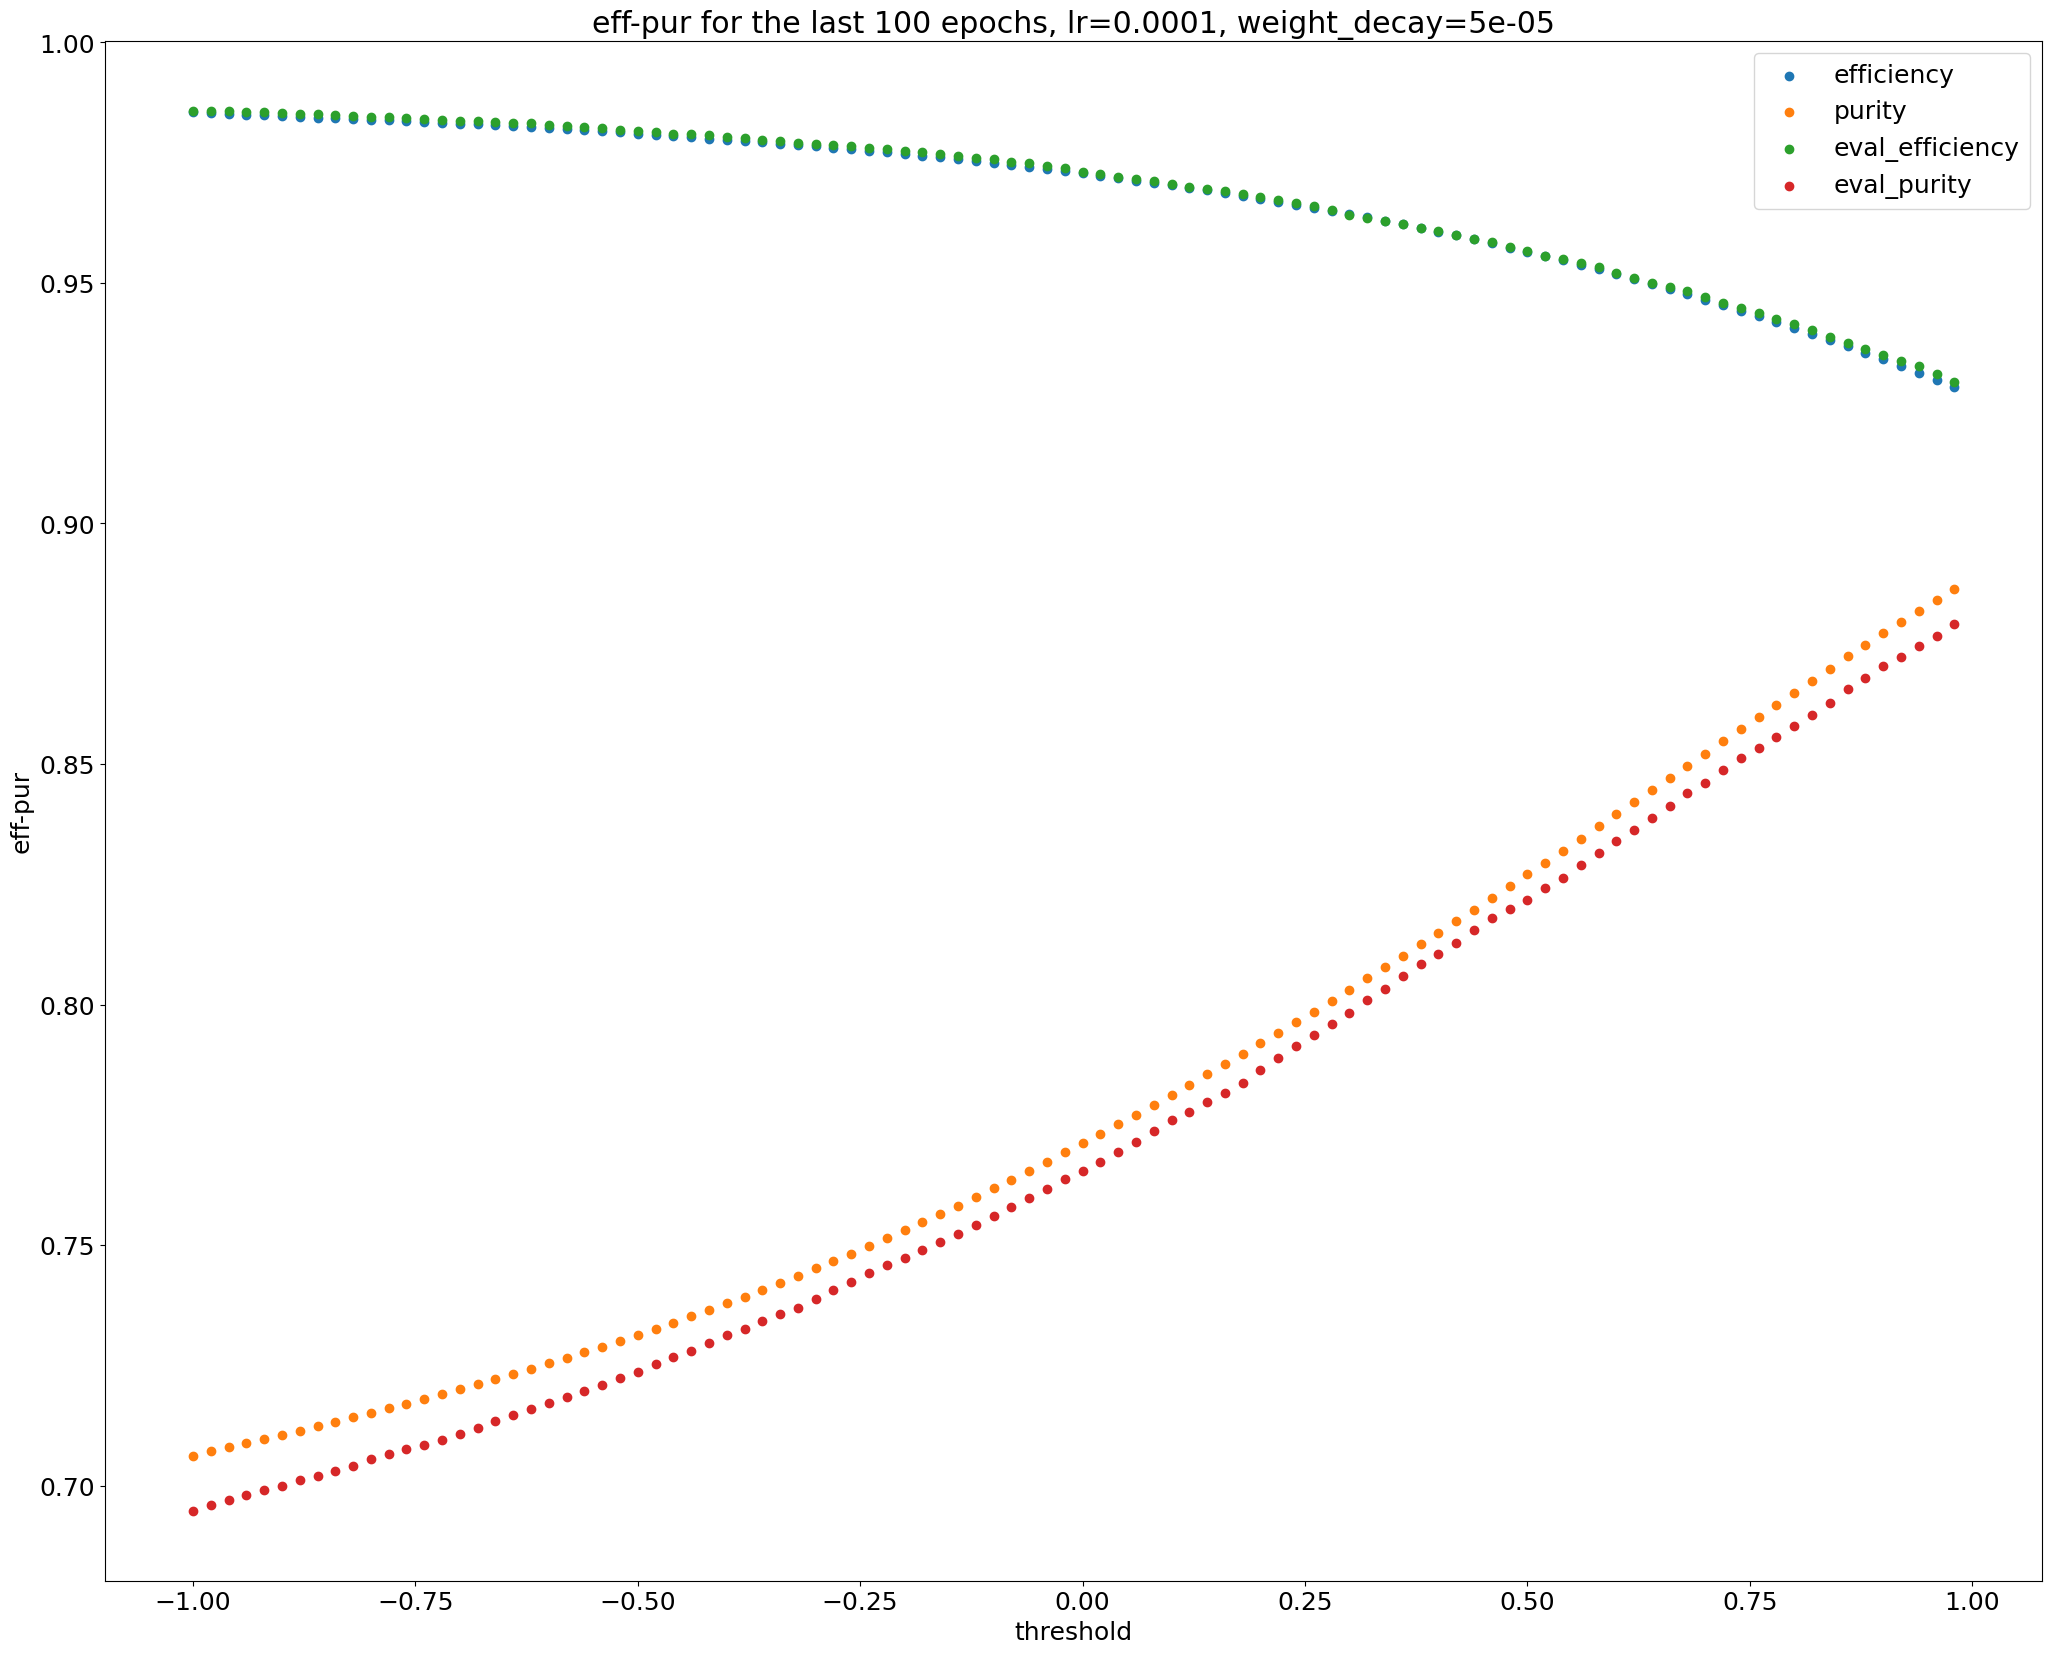 eff-pur for the last 100 epochs, lr=0.0001, weight_decay=5e-05
efficiency
purity
eval_efficiency
eval_purity
1.00
0.95
0.90
0.85
0.80
0.75
0.70
eff-pur
−1.00
−0.75
−0.50
−0.25
0.00
0.25
0.50
0.75
1.00
threshold